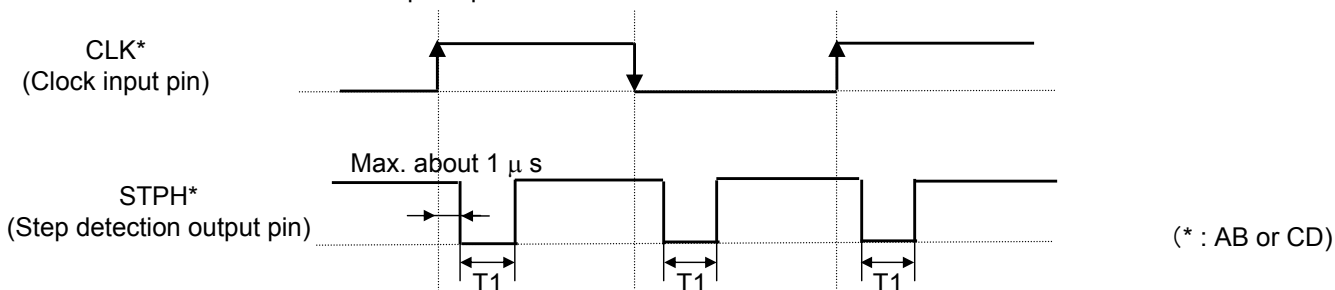 CLK*
(Clock input pin)
Max. about 1 μ s
STPH*
(Step detection output pin)
(* : AB or CD)
T1 T1 T1